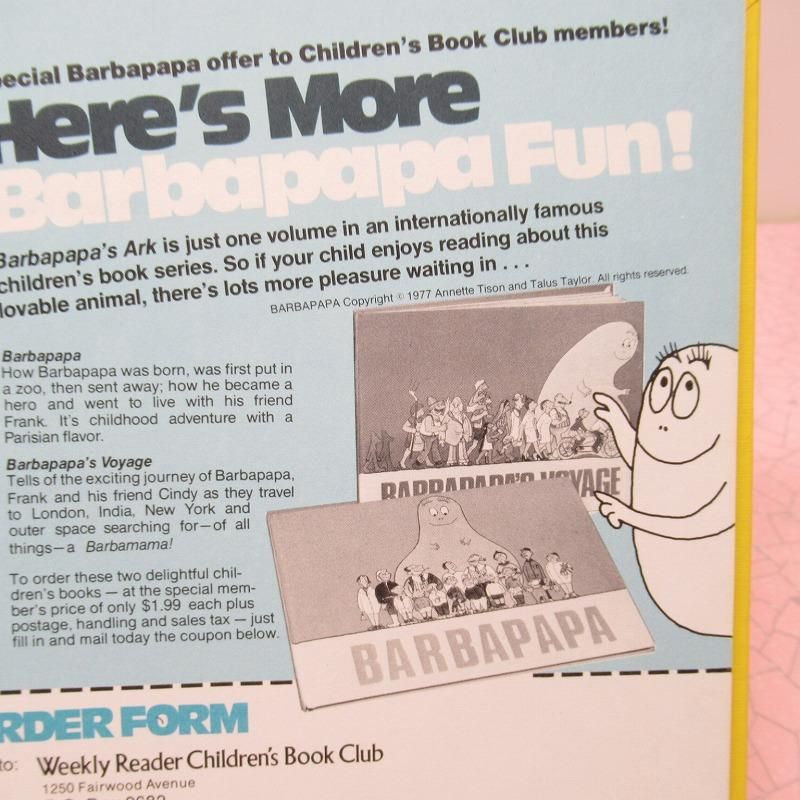 pecial Barbapapa offer to Children's Book Club members!
Here's More
Barbapapa Fun!
Barbapapa's Ark is just one volume in an internationally famous
children's book series. So if your child enjoys reading about this
lovable animal, there's lots more pleasure waiting in . . .
BARBAPAPA Copyright © 1977 Annette Tison and Talus Taylor. All rights reserved.
Barbapapa
How Barbapapa was born, was first put in
a zoo, then sent away; how he became a
hero and went to live with his friend
Frank. It's childhood adventure with a
Parisian flavor.
Barbapapa's Voyage
Tells of the exciting journey of Barbapapa,
Frank and his friend Cindy as they travel
to London, India, New York and
outer space searching for—of all
things—a Barbamama!
To order these two delightful chil-
dren's books — at the special mem-
ber's price of only $1.99 each plus
postage, handling and sales tax — just
fill in and mail today the coupon below.
BARBAPAPA'S VOYAGE
BARBAPAPA
RDER FORM
to: Weekly Reader Children's Book Club
1250 Fairwood Avenue